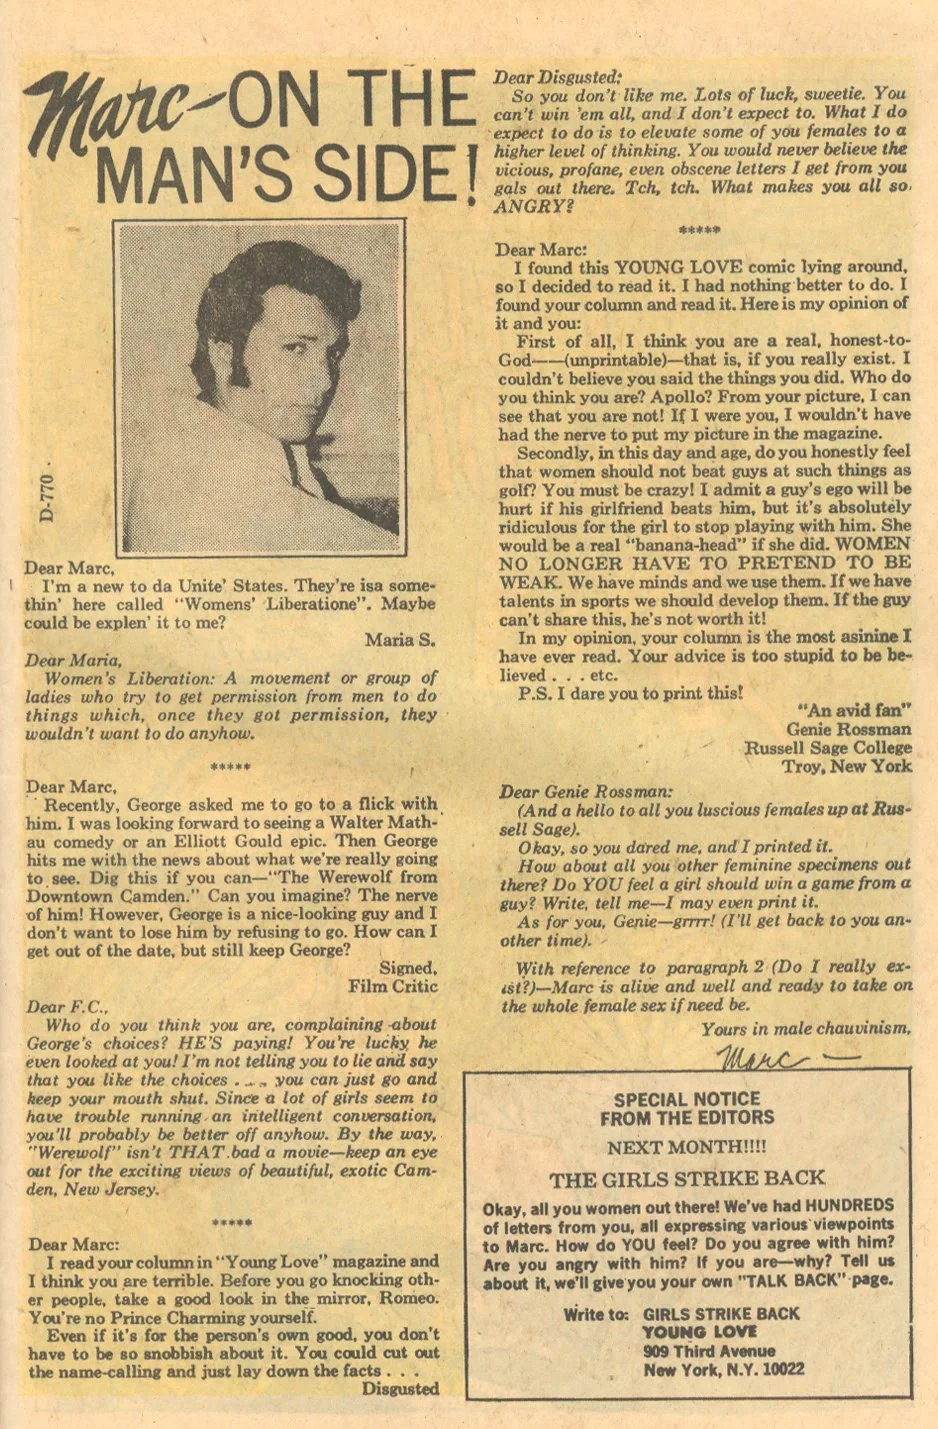 Marc—ON THE
MAN'S SIDE!
D-770
Dear Marc,
I'm a new to da Unite' States. They're isa some-
thin' here called "Womens' Liberatione". Maybe
could be explen' it to me?
Maria S.
Dear Maria,
Women's Liberation: A movement or group of
ladies who try to get permission from men to do
things which, once they got permission, they
wouldn't want to do anyhow.
*****
Dear Marc,
Recently, George asked me to go to a flick with
him. I was looking forward to seeing a Walter Math-
au comedy or an Elliott Gould epic. Then George
hits me with the news about what we're really going
to see. Dig this if you can—"The Werewolf from
Downtown Camden." Can you imagine? The nerve
of him! However, George is a nice-looking guy and I
don't want to lose him by refusing to go. How can I
get out of the date, but still keep George?
Signed,
Film Critic
Dear F.C.,
Who do you think you are, complaining about
George's choices? HE'S paying! You're lucky he
even looked at you! I'm not telling you to lie and say
that you like the choices . . . you can just go and
keep your mouth shut. Since a lot of girls seem to
have trouble running an intelligent conversation,
you'll probably be better off anyhow. By the way,
"Werewolf" isn't THAT bad a movie—keep an eye
out for the exciting views of beautiful, exotic Cam-
den, New Jersey.
*****
Dear Marc:
I read your column in "Young Love" magazine and
I think you are terrible. Before you go knocking oth-
er people, take a good look in the mirror, Romeo.
You're no Prince Charming yourself.
Even if it's for the person's own good, you don't
have to be so snobbish about it. You could cut out
the name-calling and just lay down the facts . . .
Disgusted
Dear Disgusted:
So you don't like me. Lots of luck, sweetie. You
can't win 'em all, and I don't expect to. What I do
expect to do is to elevate some of you females to a
higher level of thinking. You would never believe the
vicious, profane, even obscene letters I get from you
gals out there. Tch, tch. What makes you all so
ANGRY?
*****
Dear Marc:
I found this YOUNG LOVE comic lying around,
so I decided to read it. I had nothing better to do. I
found your column and read it. Here is my opinion of
it and you:
First of all, I think you are a real, honest-to-
God——(unprintable)—that is, if you really exist. I
couldn't believe you said the things you did. Who do
you think you are? Apollo? From your picture, I can
see that you are not! If I were you, I wouldn't have
had the nerve to put my picture in the magazine.
Secondly, in this day and age, do you honestly feel
that women should not beat guys at such things as
golf? You must be crazy! I admit a guy's ego will be
hurt if his girlfriend beats him, but it's absolutely
ridiculous for the girl to stop playing with him. She
would be a real "banana-head" if she did. WOMEN
NO LONGER HAVE TO PRETEND TO BE
WEAK. We have minds and we use them. If we have
talents in sports we should develop them. If the guy
can't share this, he's not worth it!
In my opinion, your column is the most asinine I
have ever read. Your advice is too stupid to be be-
lieved . . . etc.
P.S. I dare you to print this!
"An avid fan"
Genie Rossman
Russell Sage College
Troy, New York
Dear Genie Rossman:
(And a hello to all you luscious females up at Rus-
sell Sage).
Okay, so you dared me, and I printed it.
How about all you other feminine specimens out
there? Do YOU feel a girl should win a game from a
guy? Write, tell me—I may even print it.
As for you, Genie—grrrr! (I'll get back to you an-
other time).
With reference to paragraph 2 (Do I really ex-
ist?)—Marc is alive and well and ready to take on
the whole female sex if need be.
Yours in male chauvinism,
Marc—
SPECIAL NOTICE
FROM THE EDITORS
NEXT MONTH!!!!
THE GIRLS STRIKE BACK
Okay, all you women out there! We've had HUNDREDS
of letters from you, all expressing various viewpoints
to Marc. How do YOU feel? Do you agree with him?
Are you angry with him? If you are—why? Tell us
about it, we'll give you your own "TALK BACK" page.
Write to: GIRLS STRIKE BACK
YOUNG LOVE
909 Third Avenue
New York, N.Y. 10022